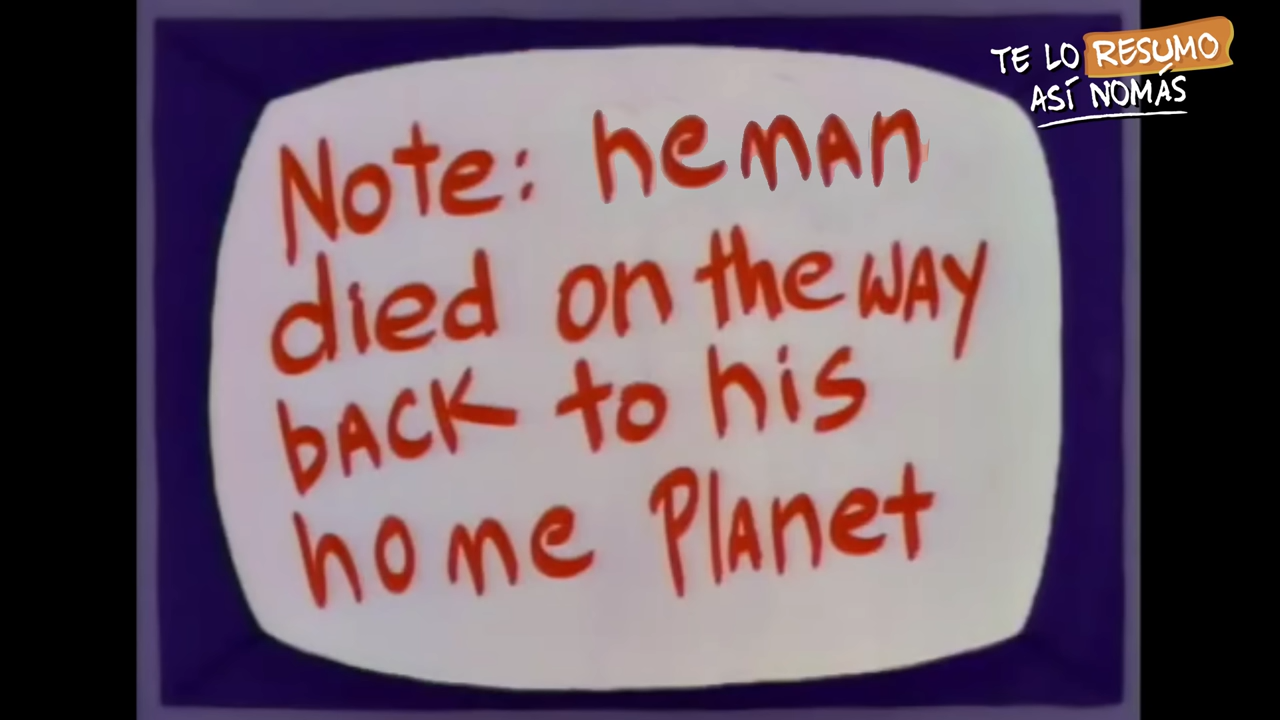 TE LO RESUMO
ASÍ NOMÁS
Note: heman
died on the way
back to his
home Planet